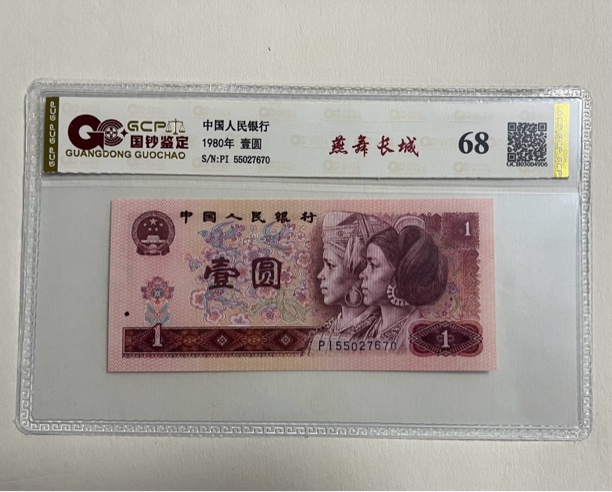 GCP
国钞鉴定
GUANGDONG GUOCHAO
中国人民银行
1980年 壹圆
S/N:PI 55027670
燕舞长城
68
GCB03004906
中国人民银行
1
壹圆
1
PI55027670
1